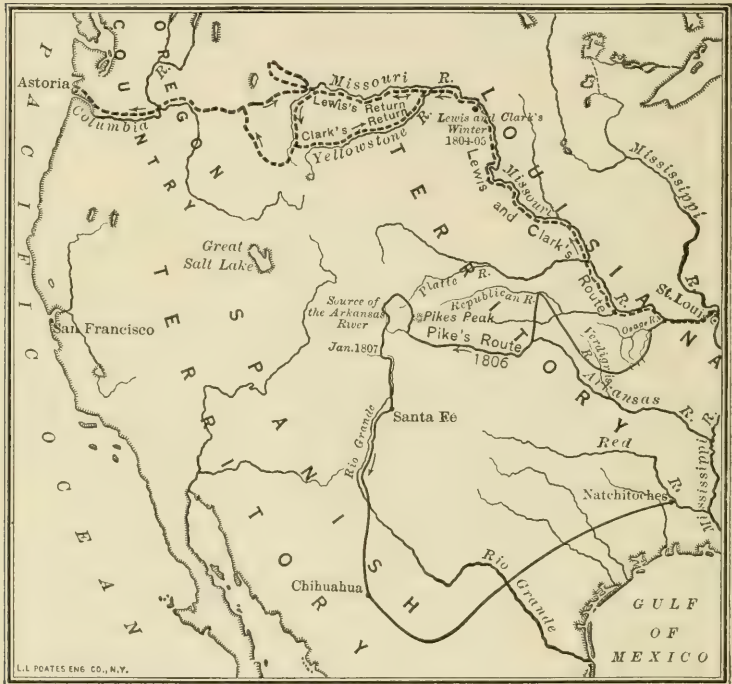 PACIFIC OCEAN
OREGON COUNTRY
R.
Astoria
Columbia
Missouri R.
Lewis's Return
Clark's Return
Yellowstone R.
Lewis and Clark's
Winter
1804-05
LOUISIANA TERRITORY
Missouri
Lewis and Clark's Route
R.
Mississippi R.
St. Louis
Osage R.
Verdigris R.
Great
Salt Lake
Platte R.
Republican R.
Source of
the Arkansas
River
Pikes Peak
Pike's Route
1806
Jan. 1807
San Francisco
SPANISH TERRITORY
Santa Fé
Arkansas R.
Rio Grande
Red R.
Natchitoches
Mississippi R.
Chihuahua
Rio Grande
GULF
OF
MEXICO
L.L. POATES ENG CO., N.Y.